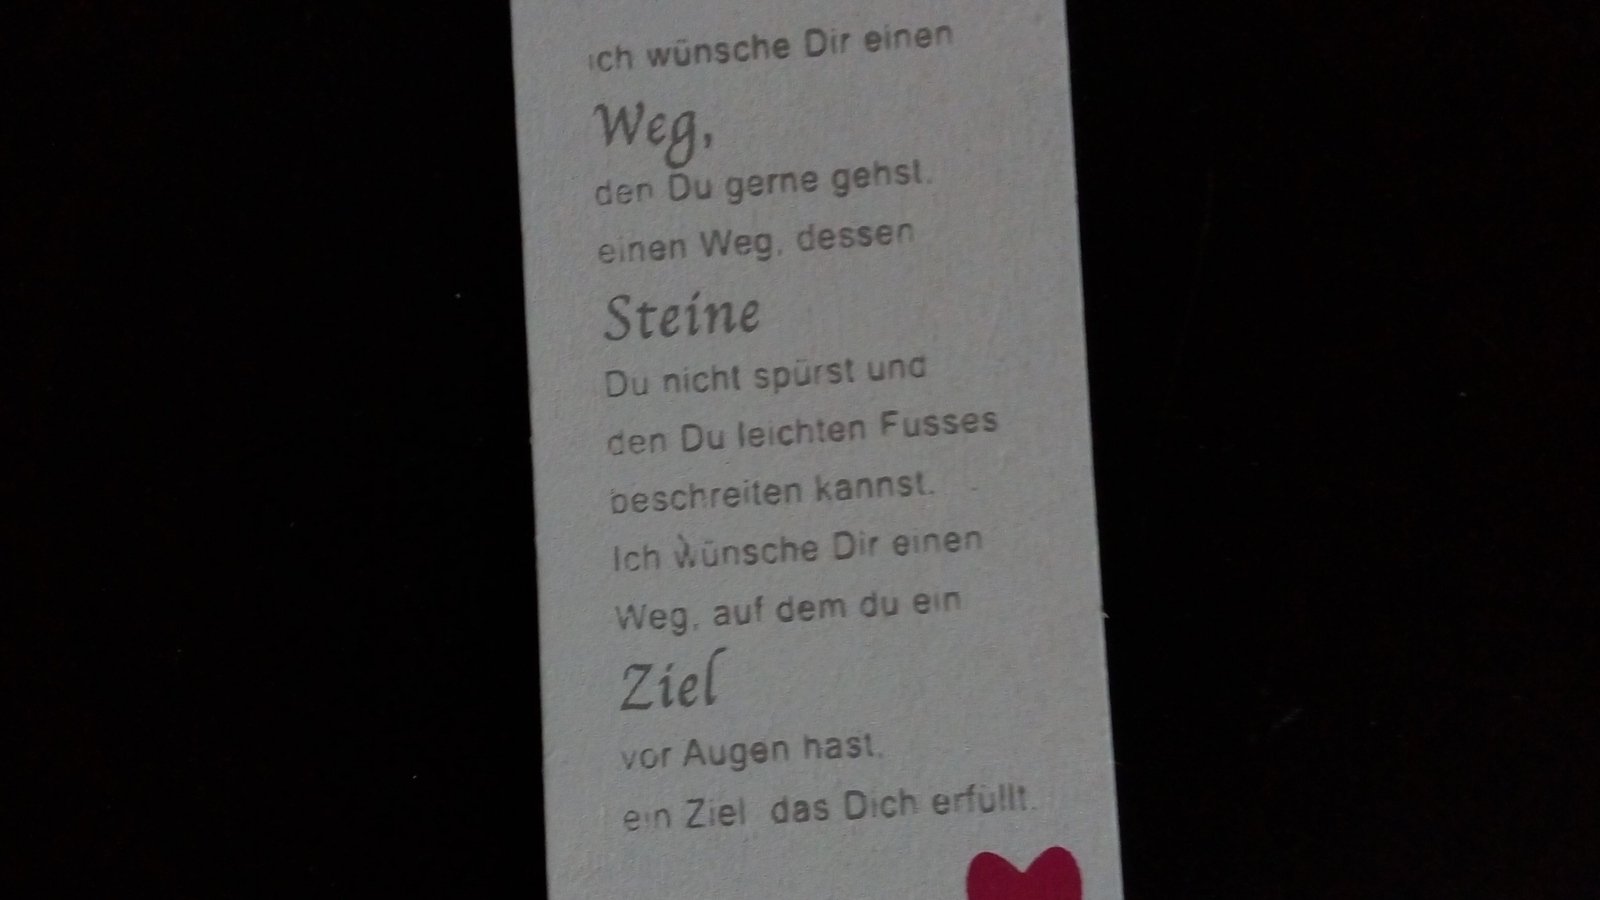 Ich wünsche Dir einen
Weg,
den Du gerne gehst,
einen Weg, dessen
Steine
Du nicht spürst und
den Du leichten Fusses
beschreiten kannst.
Ich wünsche Dir einen
Weg, auf dem du ein
Ziel
vor Augen hast,
ein Ziel das Dich erfüllt.